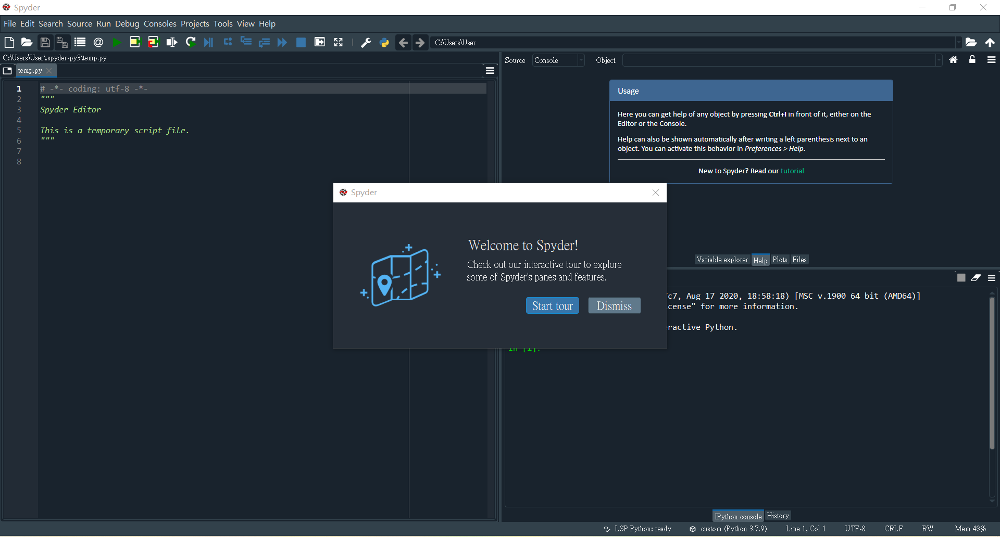 Spyder
File Edit Search Source Run Debug Consoles Projects Tools View Help
C:\Users\User
C:\Users\User\.spyder-py3\temp.py
temp.py
1 # -*- coding: utf-8 -*-
2 """
3 Spyder Editor
4
5 This is a temporary script file.
6 """
7
8
Source Console Object
Usage
Here you can get help of any object by pressing Ctrl+I in front of it, either on the
Editor or the Console.
Help can also be shown automatically after writing a left parenthesis next to an
object. You can activate this behavior in Preferences > Help.
New to Spyder? Read our tutorial
Spyder
Welcome to Spyder!
Check out our interactive tour to explore
some of Spyder's panes and features.
Start tour Dismiss
Variable explorer Help Plots Files
c7, Aug 17 2020, 18:58:18) [MSC v.1900 64 bit (AMD64)]
cense" for more information.
ractive Python.
In [1]:
IPython console History
LSP Python: ready custom (Python 3.7.9) Line 1, Col 1 UTF-8 CRLF RW Mem 48%